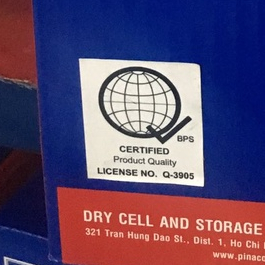 BPS
CERTIFIED
Product Quality
LICENSE NO. Q-3905
DRY CELL AND STORAGE
321 Tran Hung Dao St., Dist. 1, Ho Chi
www.pinaco